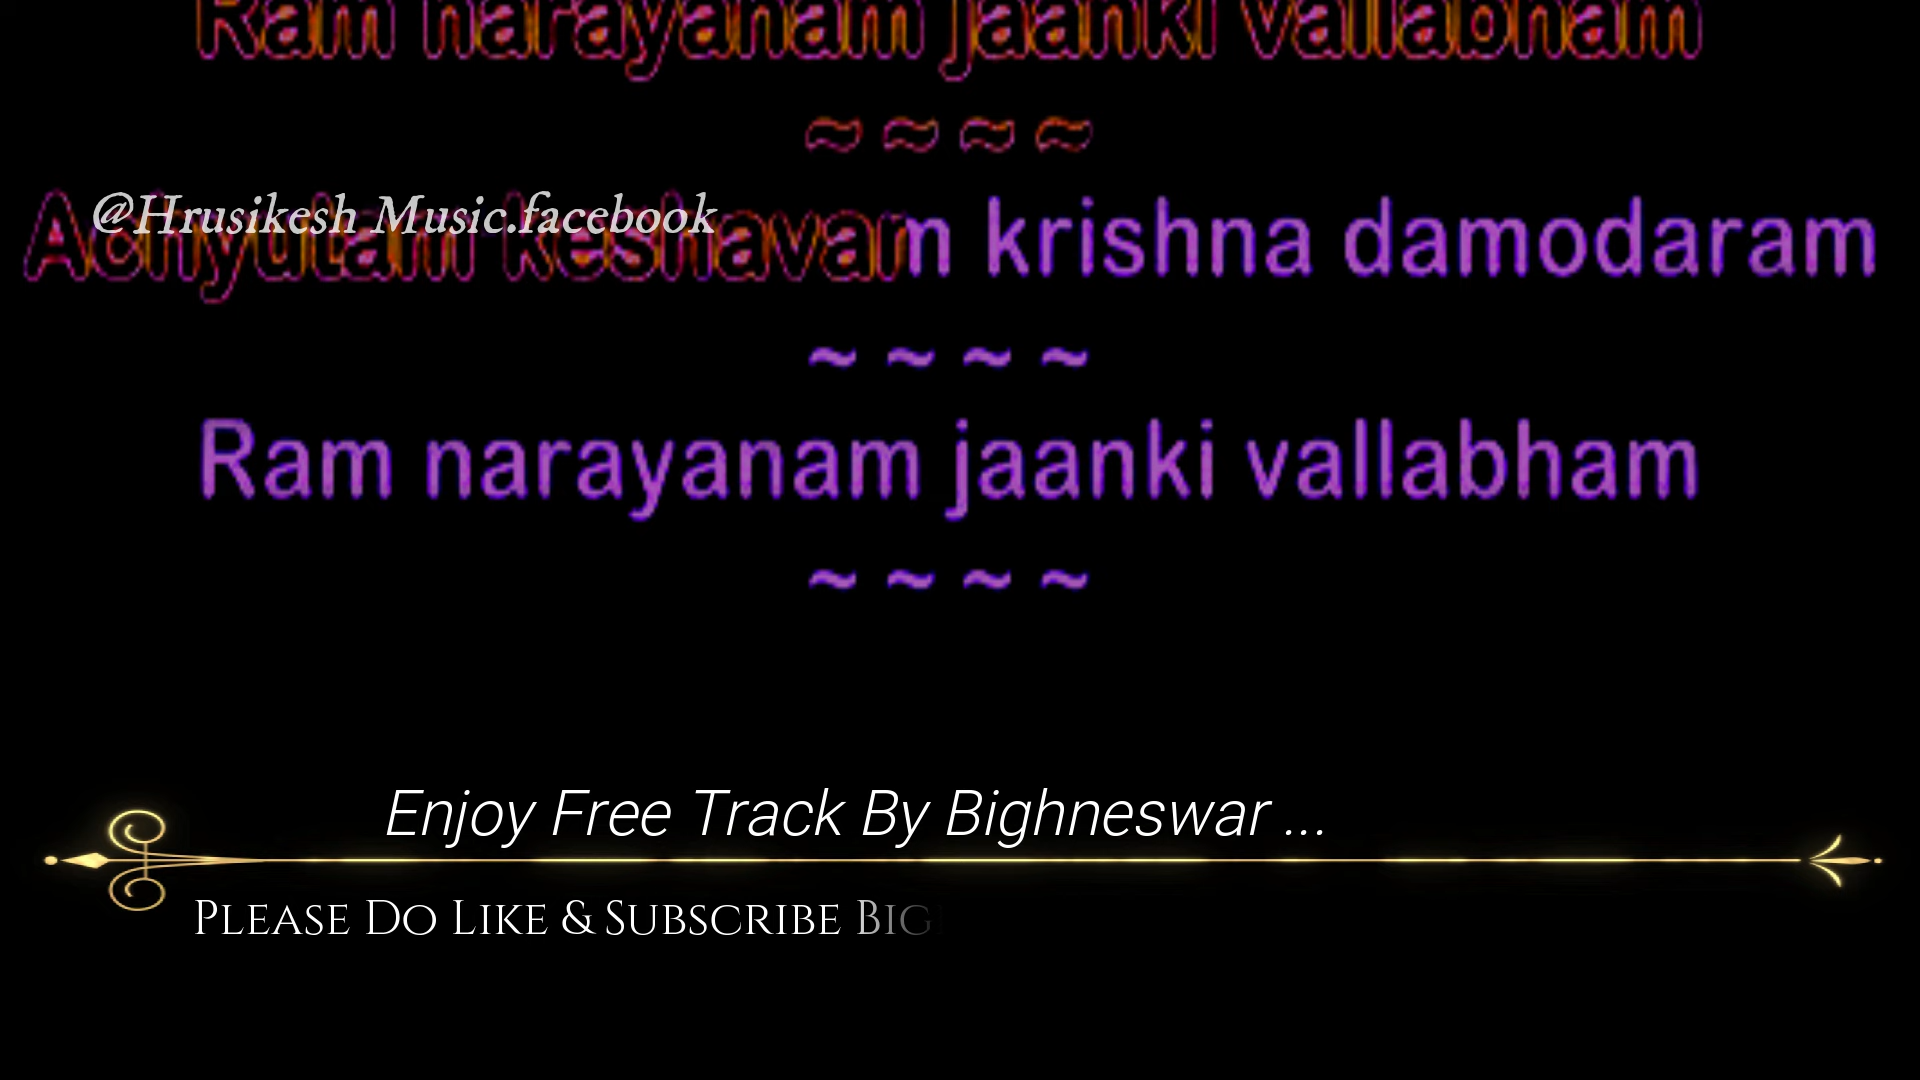 Ram narayanam jaanki vallabham
~ ~ ~ ~
@Hrusikesh Music.facebook
Achyutam keshavam krishna damodaram
~ ~ ~ ~
Ram narayanam jaanki vallabham
~ ~ ~ ~
Enjoy Free Track By Bighneswar ...
PLEASE DO LIKE & SUBSCRIBE BIG